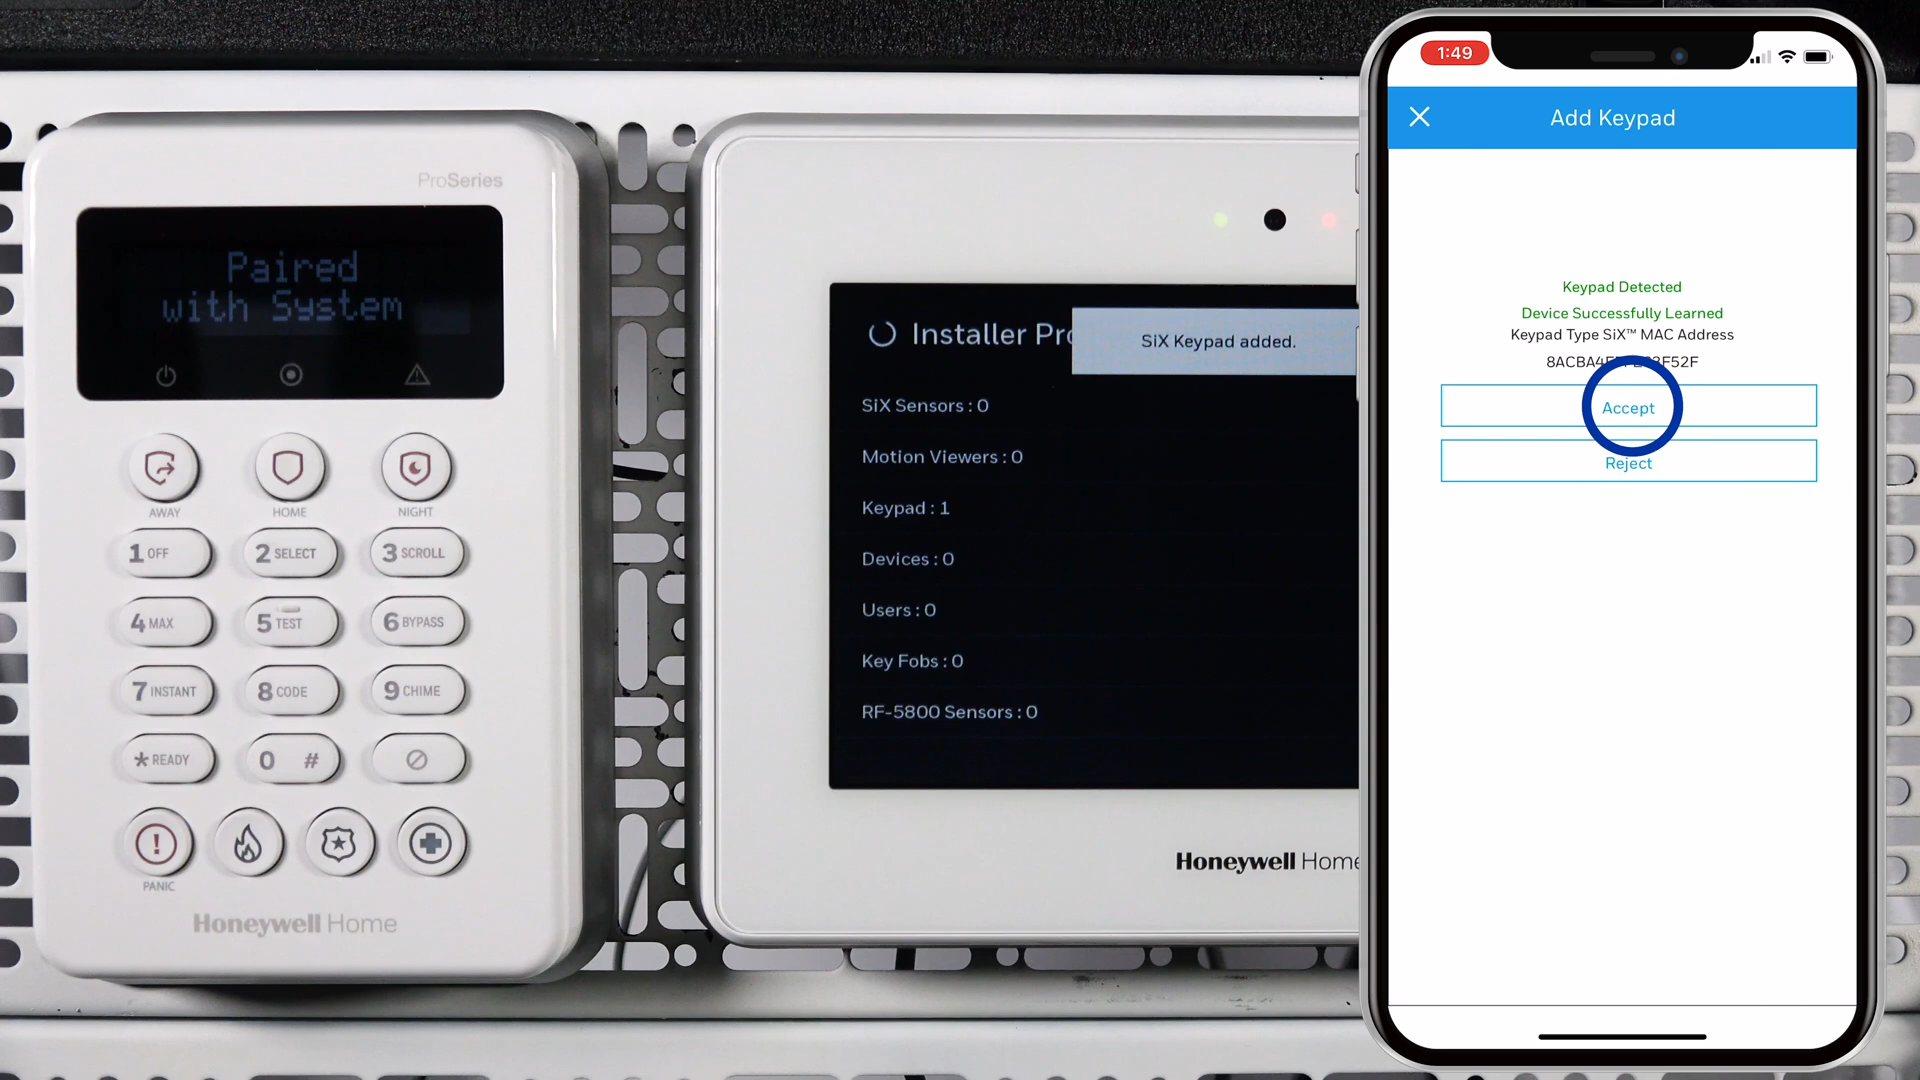 ProSeries
Paired
with System
AWAY
HOME
NIGHT
1 OFF
2 SELECT
3 SCROLL
4 MAX
5 TEST
6 BYPASS
7 INSTANT
8 CODE
9 CHIME
* READY
0 #
PANIC
Honeywell Home
Installer
SiX Keypad added.
SiX Sensors : 0
Motion Viewers : 0
Keypad : 1
Devices : 0
Users : 0
Key Fobs : 0
RF-5800 Sensors : 0
Honeywell Home
1:49
Add Keypad
Keypad Detected
Device Successfully Learned
Keypad Type SiX™ MAC Address
Accept
Reject